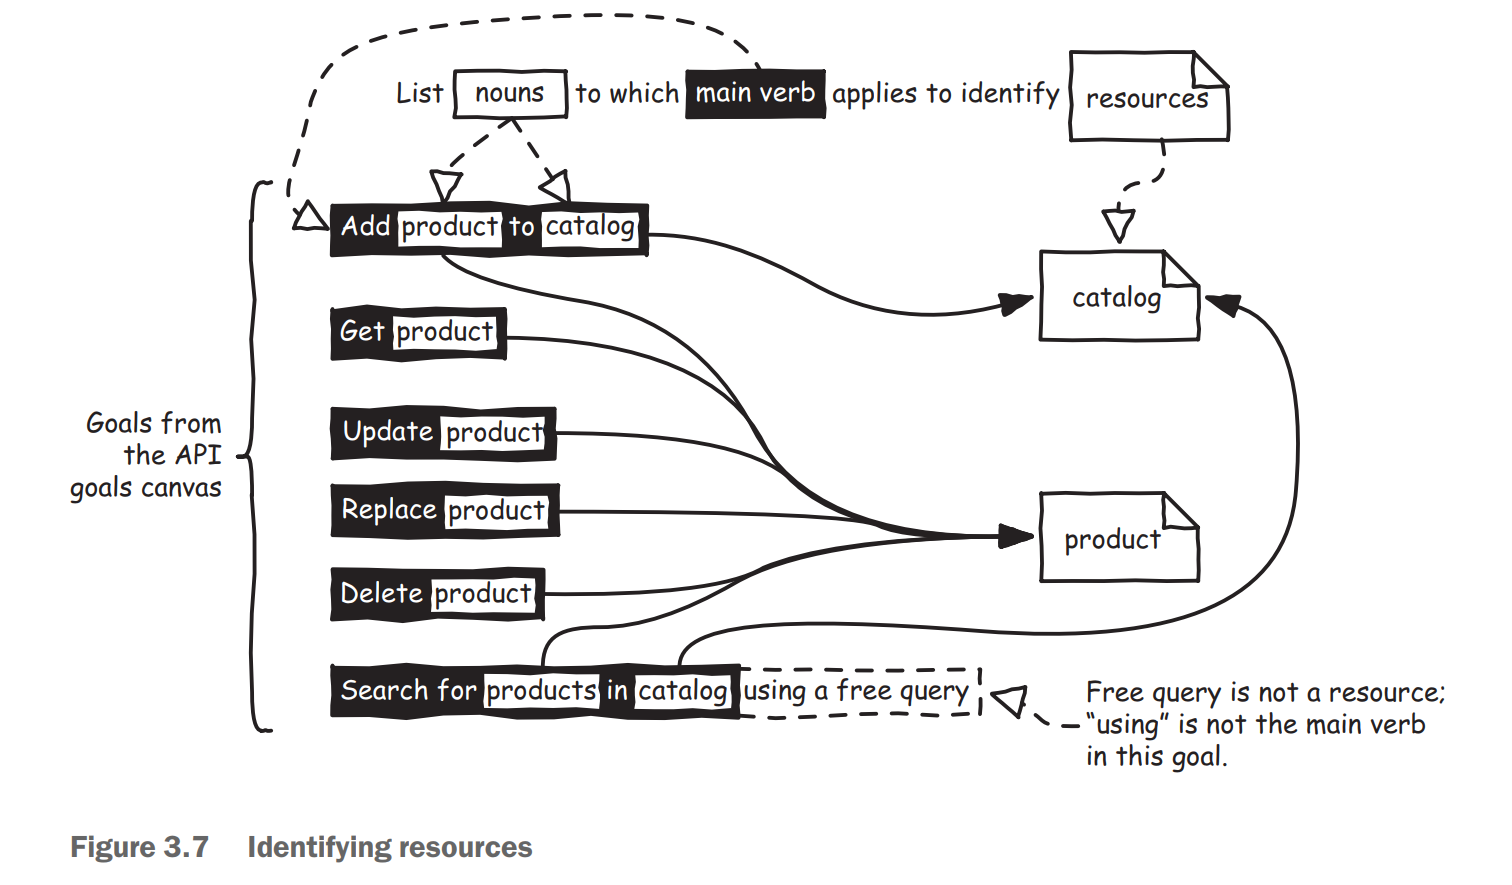 List nouns to which main verb applies to identify resources
Add product to catalog
catalog
Get product
Goals from
the API
goals canvas
Update product
Replace product
product
Delete product
Search for products in catalog using a free query
Free query is not a resource;
“using” is not the main verb
in this goal.
Figure 3.7 Identifying resources